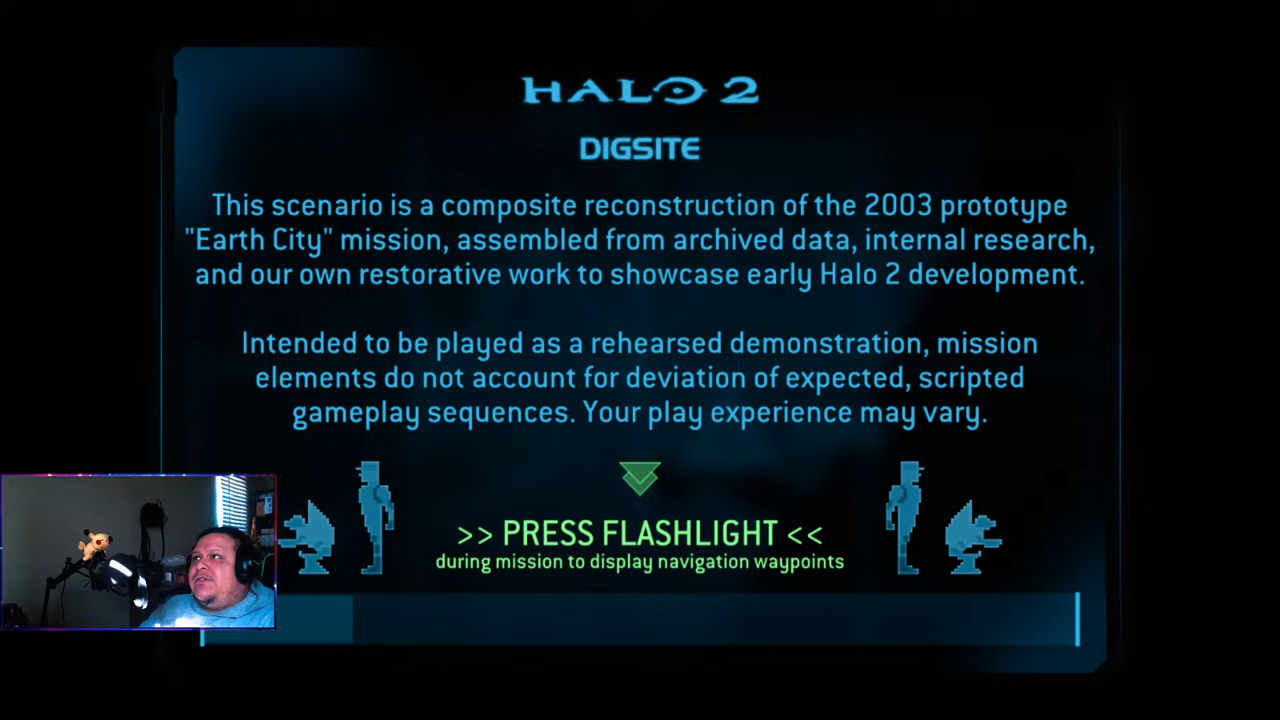 HALO 2
DIGSITE
This scenario is a composite reconstruction of the 2003 prototype
"Earth City" mission, assembled from archived data, internal research,
and our own restorative work to showcase early Halo 2 development.
Intended to be played as a rehearsed demonstration, mission
elements do not account for deviation of expected, scripted
gameplay sequences. Your play experience may vary.
>> PRESS FLASHLIGHT <<
during mission to display navigation waypoints